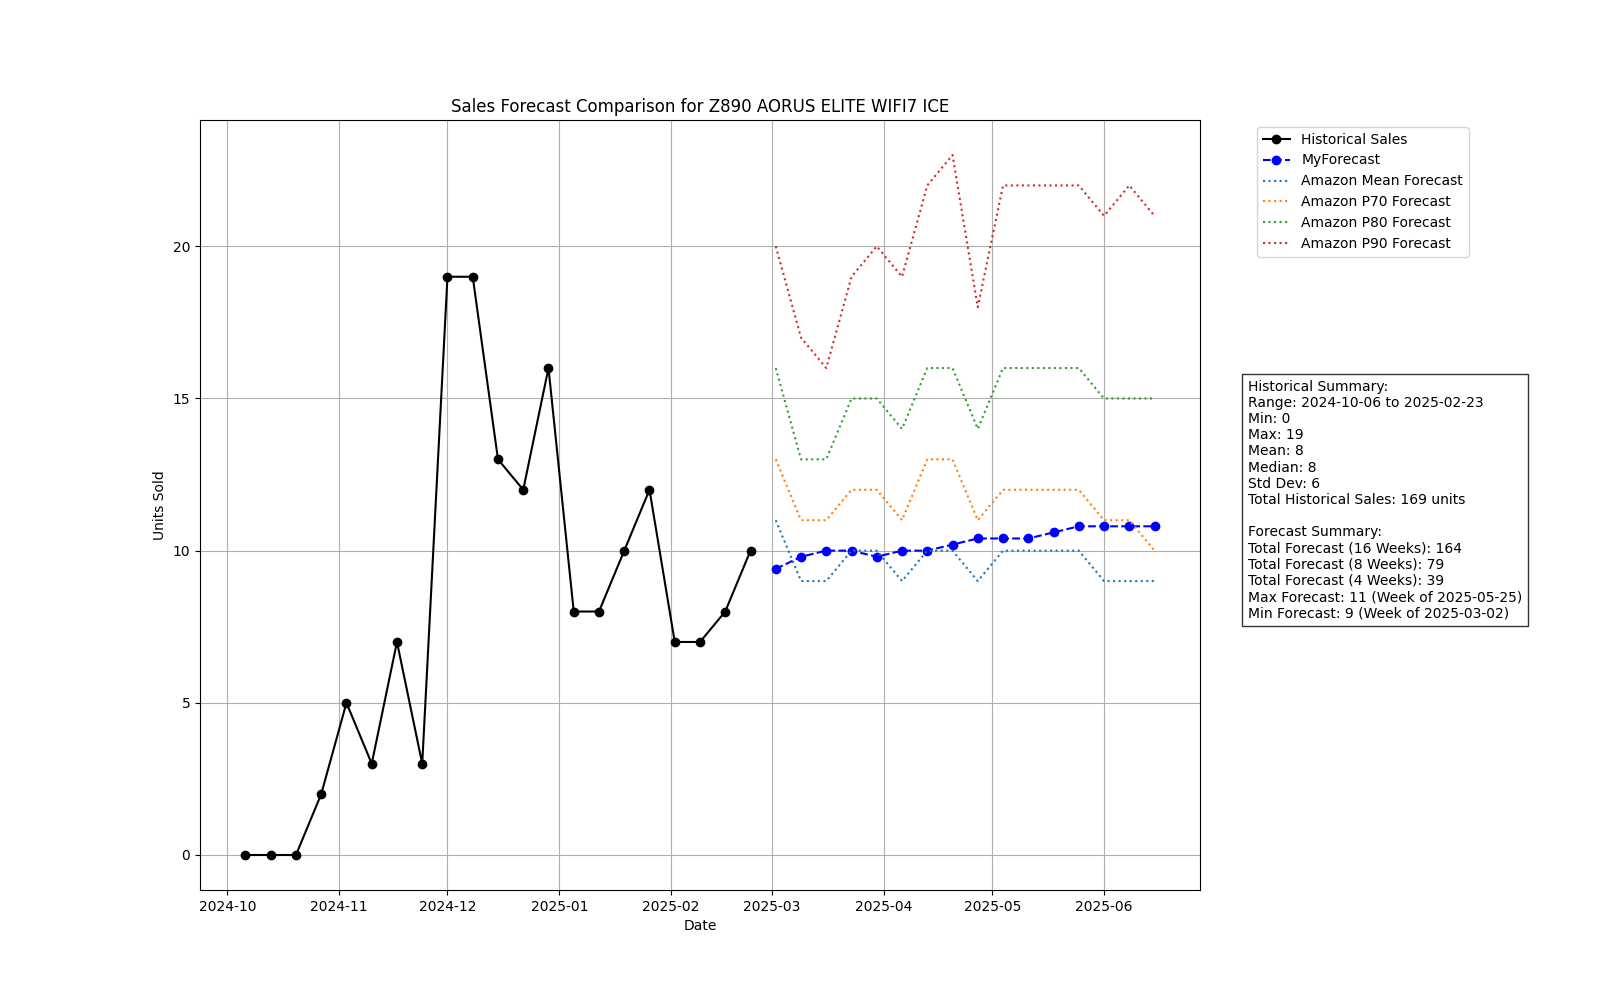 Sales Forecast Comparison for Z890 AORUS ELITE WIFI7 ICE
Units Sold
20
15
10
5
0
2024-10
2024-11
2024-12
2025-01
2025-02
2025-03
2025-04
2025-05
2025-06
Date
Historical Sales
MyForecast
Amazon Mean Forecast
Amazon P70 Forecast
Amazon P80 Forecast
Amazon P90 Forecast
Historical Summary:
Range: 2024-10-06 to 2025-02-23
Min: 0
Max: 19
Mean: 8
Median: 8
Std Dev: 6
Total Historical Sales: 169 units
Forecast Summary:
Total Forecast (16 Weeks): 164
Total Forecast (8 Weeks): 79
Total Forecast (4 Weeks): 39
Max Forecast: 11 (Week of 2025-05-25)
Min Forecast: 9 (Week of 2025-03-02)